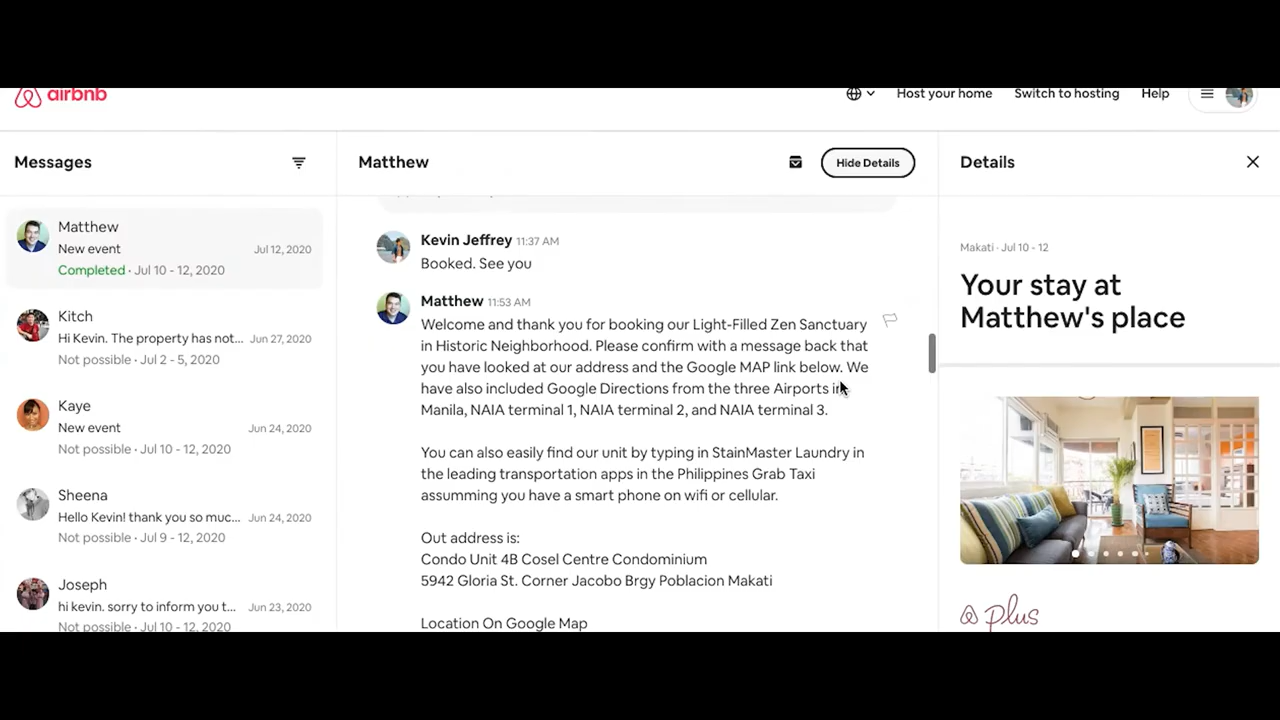 airbnb
Host your home
Switch to hosting
Help
Messages
Matthew
New event
Jul 12, 2020
Completed · Jul 10 - 12, 2020
Kitch
Hi Kevin. The property has not...
Jun 27, 2020
Not possible · Jul 2 - 5, 2020
Kaye
New event
Jun 24, 2020
Not possible · Jul 10 - 12, 2020
Sheena
Hello Kevin! thank you so muc...
Jun 24, 2020
Not possible · Jul 9 - 12, 2020
Joseph
hi kevin. sorry to inform you t...
Jun 23, 2020
Not possible · Jul 10 - 12, 2020
Matthew
Hide Details
Kevin Jeffrey 11:37 AM
Booked. See you
Matthew 11:53 AM
Welcome and thank you for booking our Light-Filled Zen Sanctuary
in Historic Neighborhood. Please confirm with a message back that
you have looked at our address and the Google MAP link below. We
have also included Google Directions from the three Airports in
Manila, NAIA terminal 1, NAIA terminal 2, and NAIA terminal 3.
You can also easily find our unit by typing in StainMaster Laundry in
the leading transportation apps in the Philippines Grab Taxi
assumming you have a smart phone on wifi or cellular.
Out address is:
Condo Unit 4B Cosel Centre Condominium
5942 Gloria St. Corner Jacobo Brgy Poblacion Makati
Location On Google Map
Details
Makati · Jul 10 - 12
Your stay at
Matthew's place
plus